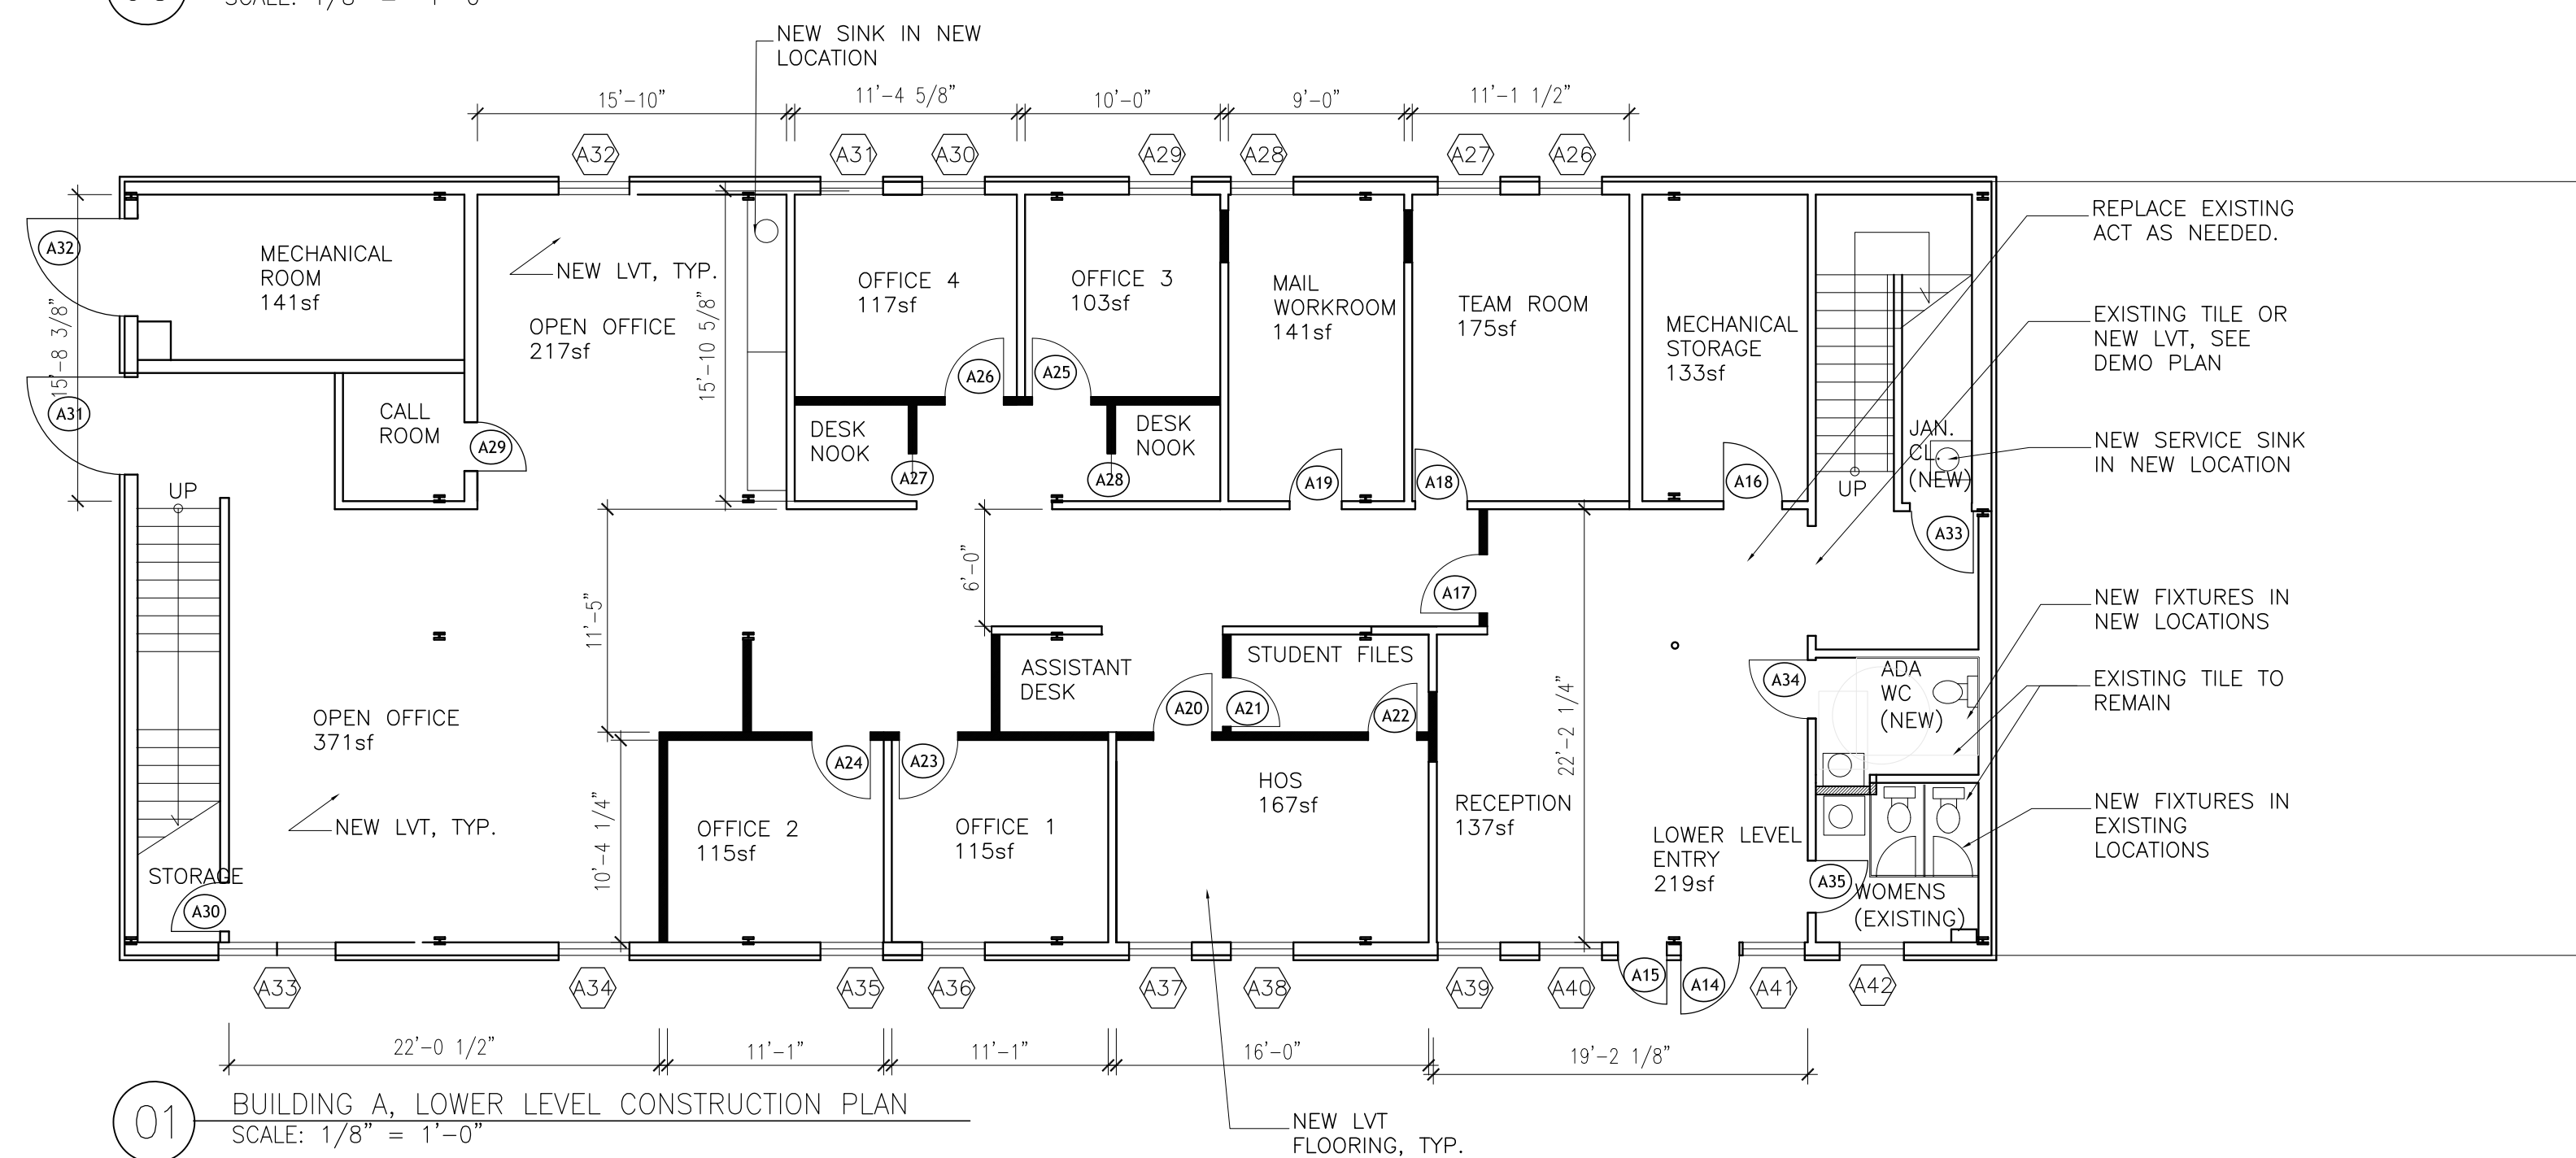 SCALE: 1/8" = 1'-0"
NEW SINK IN NEW
LOCATION
15'-10"
11'-4 5/8"
10'-0"
9'-0"
11'-1 1/2"
A32
A31
A30
A29
A28
A27
A26
REPLACE EXISTING
ACT AS NEEDED.
A32
MECHANICAL
ROOM
141sf
NEW LVT, TYP.
OPEN OFFICE
217sf
15'-8 3/8"
15'-10 5/8"
OFFICE 4
117sf
OFFICE 3
103sf
MAIL
WORKROOM
141sf
TEAM ROOM
175sf
MECHANICAL
STORAGE
133sf
EXISTING TILE OR
NEW LVT, SEE
DEMO PLAN
A31
CALL
ROOM
A29
A26
A25
DESK
NOOK
DESK
NOOK
A27
A28
A19
A18
A16
UP
JAN.
CL.
(NEW)
NEW SERVICE SINK
IN NEW LOCATION
UP
A33
11'-5"
6'-0"
A17
NEW FIXTURES IN
NEW LOCATIONS
ASSISTANT
DESK
STUDENT FILES
A20
A21
A22
22'-2 1/4"
A34
ADA
WC
(NEW)
EXISTING TILE TO
REMAIN
OPEN OFFICE
371sf
A24
A23
HOS
167sf
RECEPTION
137sf
NEW FIXTURES IN
EXISTING
LOCATIONS
NEW LVT, TYP.
10'-4 1/4"
OFFICE 2
115sf
OFFICE 1
115sf
LOWER LEVEL
ENTRY
219sf
STORAGE
A30
A35
WOMENS
(EXISTING)
A33
A34
A35
A36
A37
A38
A39
A40
A15
A14
A41
A42
22'-0 1/2"
11'-1"
11'-1"
16'-0"
19'-2 1/8"
01
BUILDING A, LOWER LEVEL CONSTRUCTION PLAN
SCALE: 1/8" = 1'-0"
NEW LVT
FLOORING, TYP.